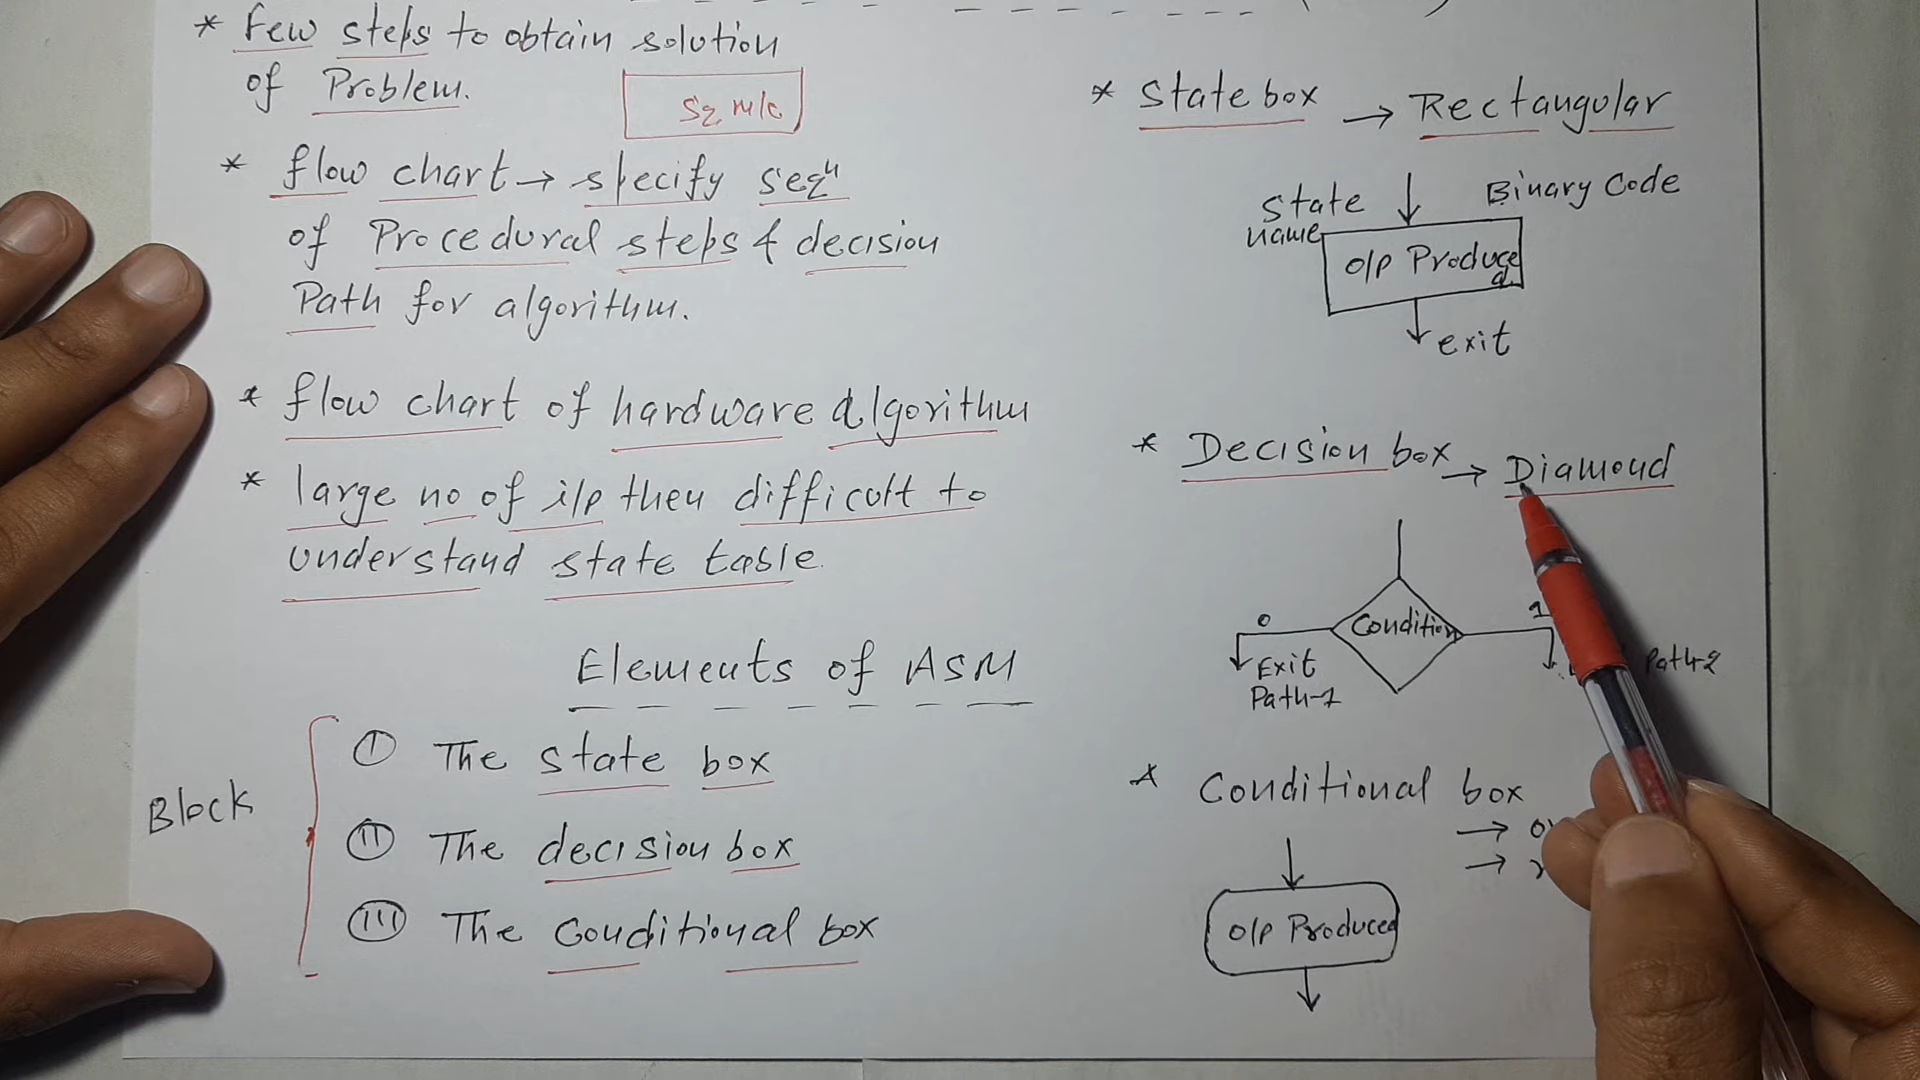 * Few steps to obtain solution
of Problem.
Sq m/c
* flow chart → specify seqn
of Procedural steps & decision
Path for algorithm.
* flow chart of hardware algorithm
* large no of i/p then difficult to
understand state table.
Elements of ASM
Block
I The state box
II The decision box
III The Conditional box
* State box → Rectangular
State name
Binary Code
O/P Produced
exit
* Decision box → Diamond
Condition
0
1
Exit
Path-1
Path-2
* Conditional box
→
→
O/P Produced